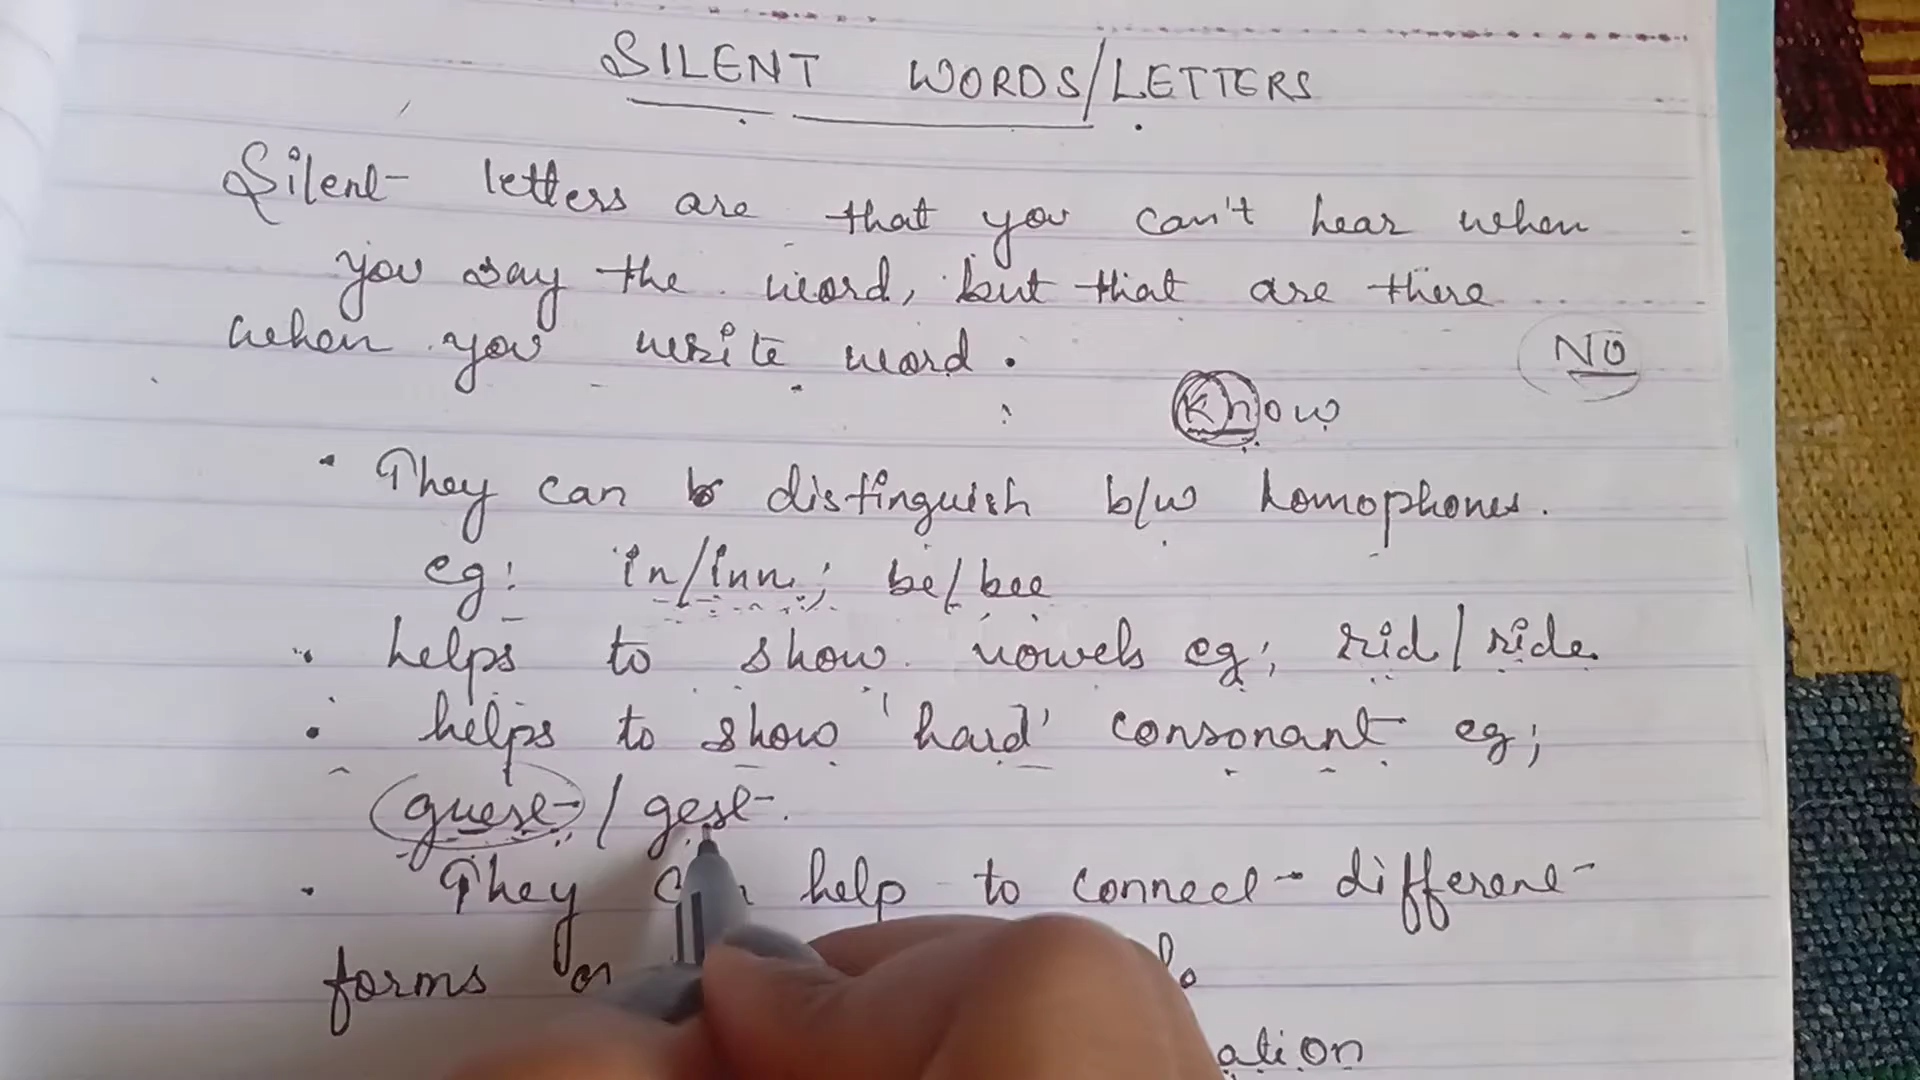 SILENT WORDS/LETTERS
Silent letters are that you can't hear when
you say the word, but that are there
when you write word.
NO
Know
They can distinguish b/w homophones.
eg: in/inn; be/bee
helps to show vowels eg; rid/ride.
helps to show 'hard' consonant eg;
guest/gest.
They help to connect different
forms